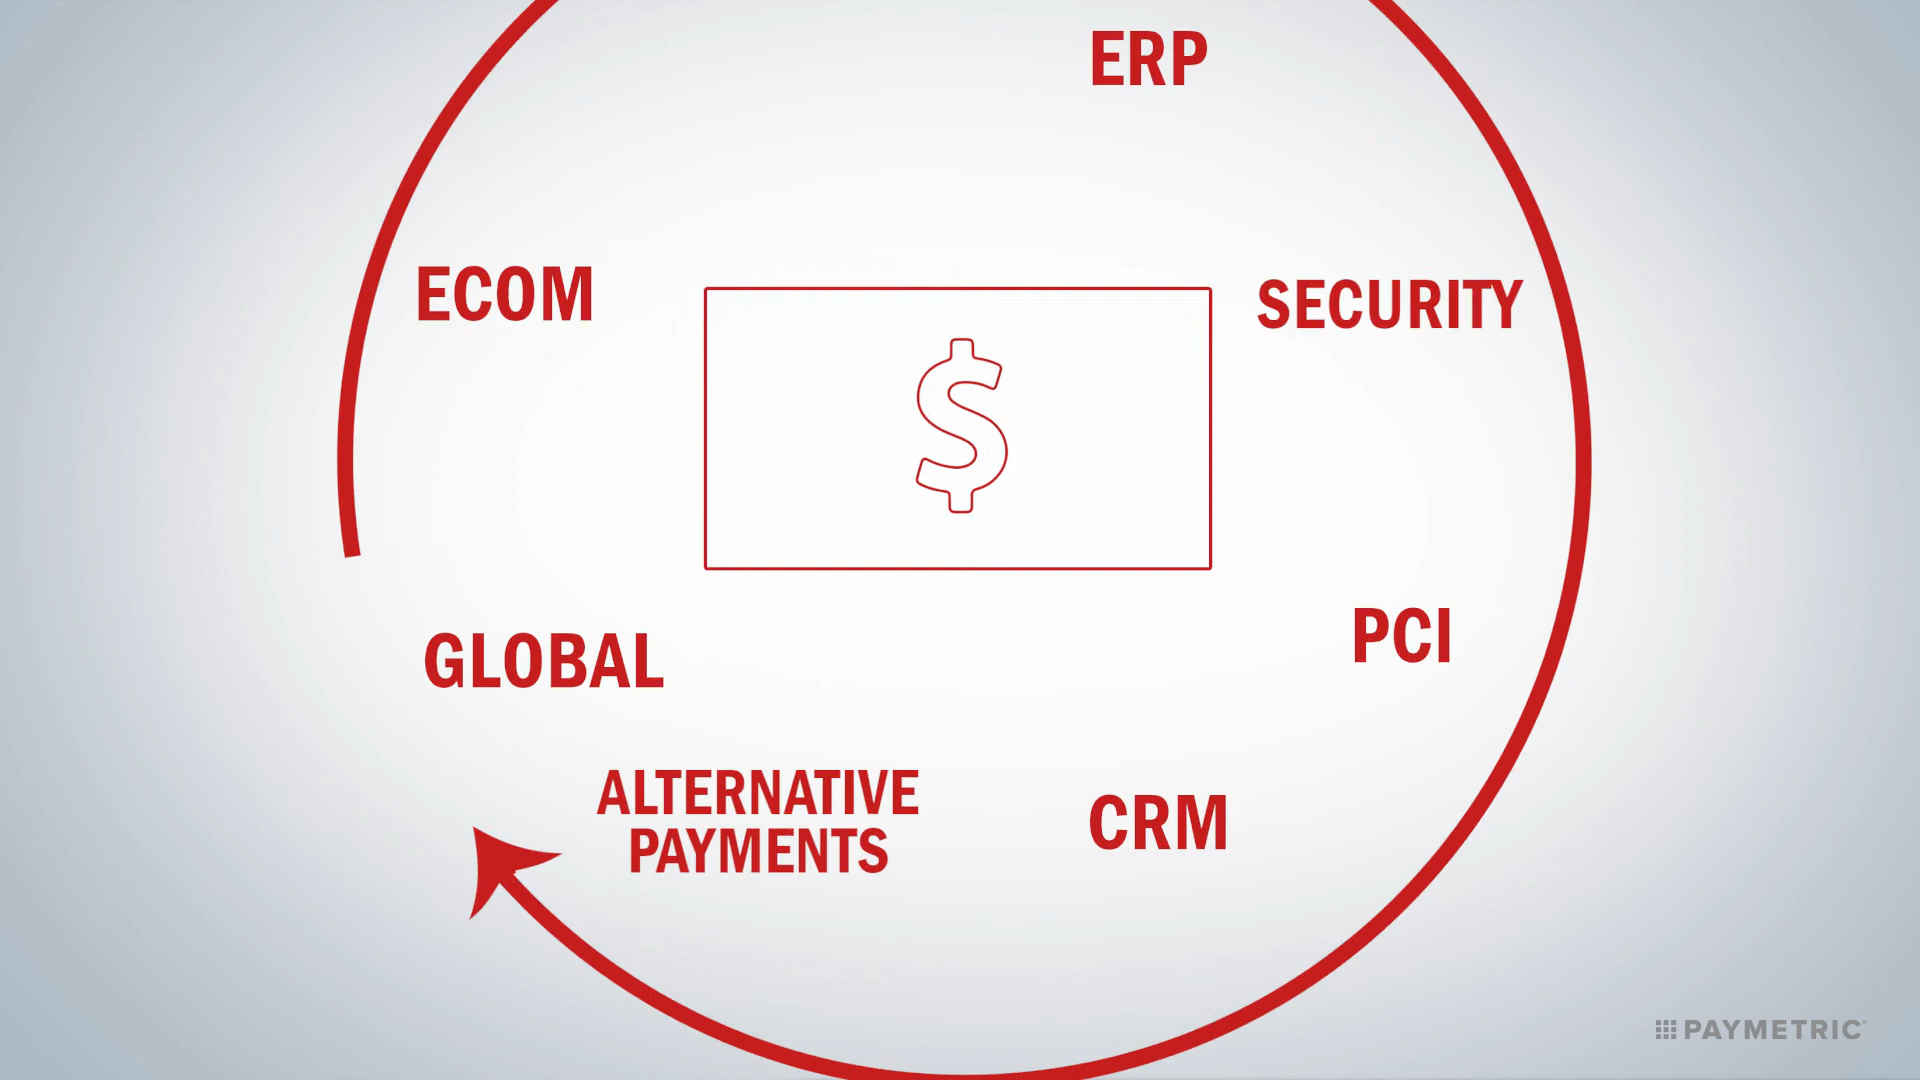 ERP
ECOM
SECURITY
$
GLOBAL
PCI
ALTERNATIVE
PAYMENTS
CRM
PAYMETRIC